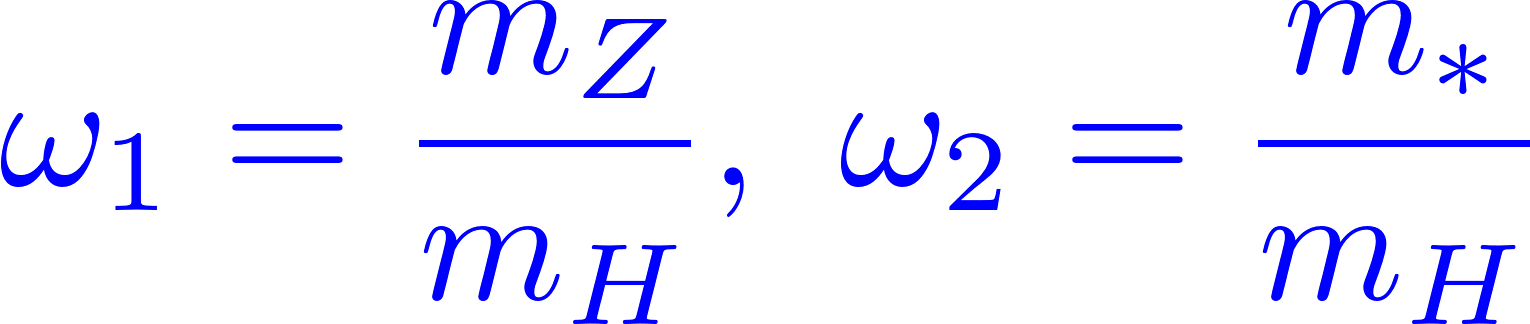 ω₁ = m_Z / m_H , ω₂ = m_* / m_H